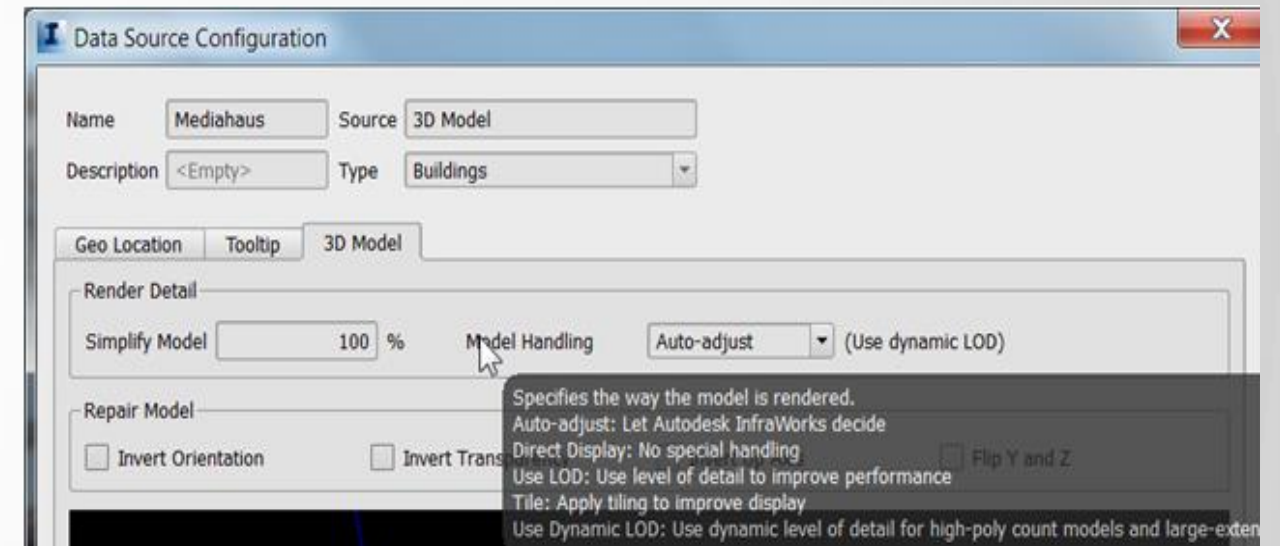 I Data Source Configuration X
Name Mediahaus Source 3D Model
Description <Empty> Type Buildings
Geo Location Tooltip 3D Model
Render Detail
Simplify Model 100 % Model Handling Auto-adjust (Use dynamic LOD)
Repair Model
Invert Orientation Invert Flip Y and Z
Specifies the way the model is rendered.
Auto-adjust: Let Autodesk InfraWorks decide
Direct Display: No special handling
Use LOD: Use level of detail to improve performance
Tile: Apply tiling to improve display
Use Dynamic LOD: Use dynamic level of detail for high-poly count models and large-exten